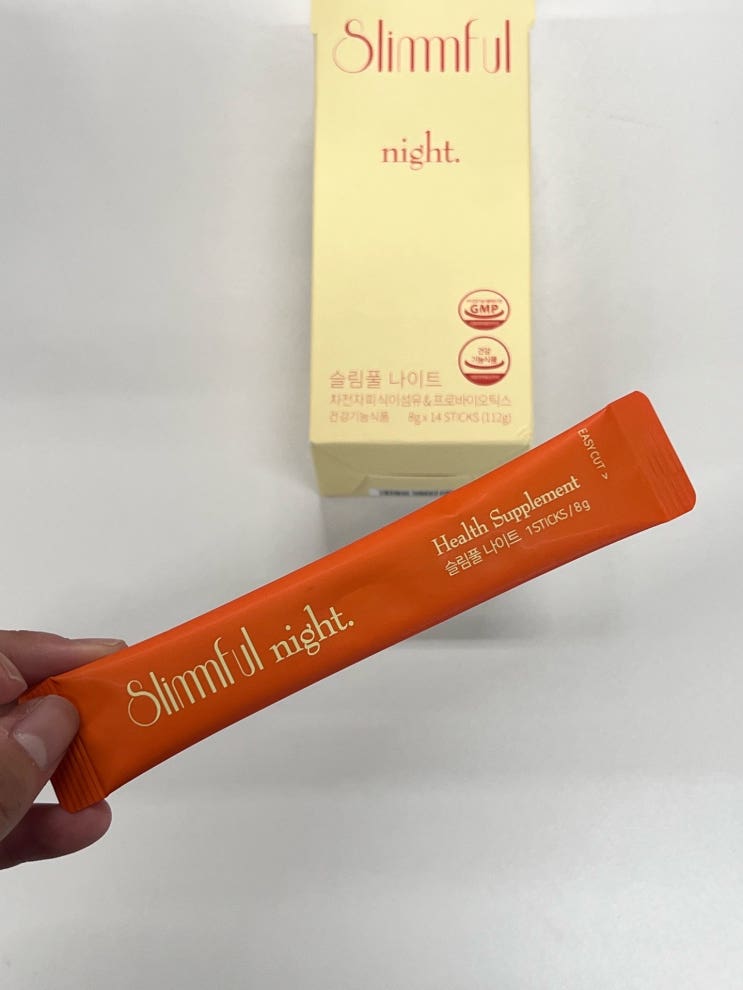 Slimmful
night.
GMP
건강
기능식품
슬림풀 나이트
차전자피식이섬유&프로바이오틱스
건강기능식품 8g x 14 STICKS (112g)
EASY CUT >
Health Supplement
슬림풀 나이트 1STICKS / 8g
Slimmful night.